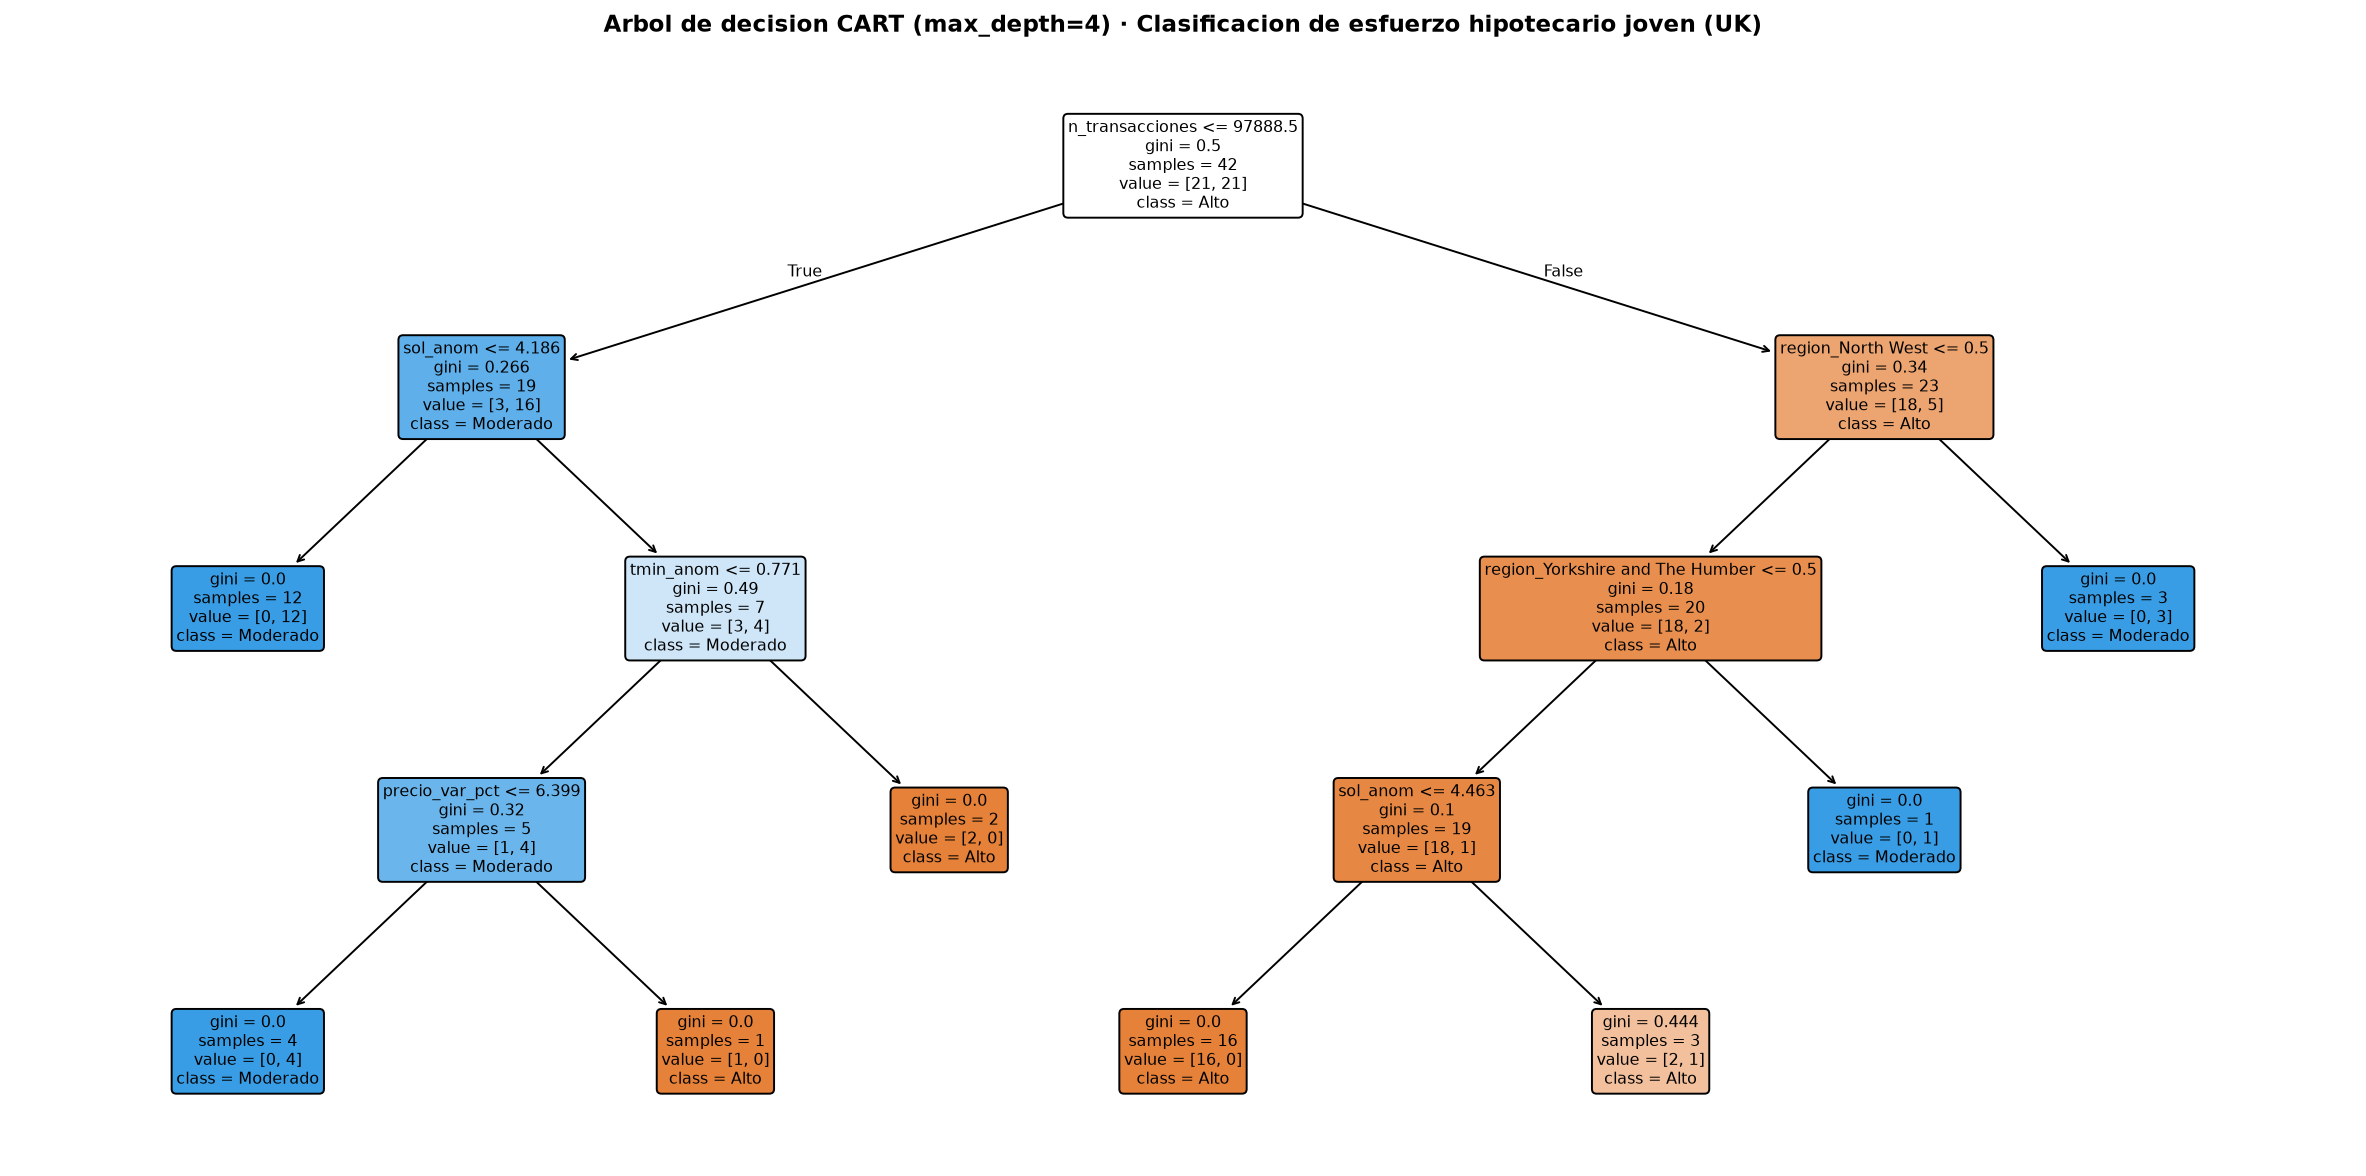 Arbol de decision CART (max_depth=4) · Clasificacion de esfuerzo hipotecario joven (UK)
n_transacciones <= 97888.5
gini = 0.5
samples = 42
value = [21, 21]
class = Alto
True
False
sol_anom <= 4.186
gini = 0.266
samples = 19
value = [3, 16]
class = Moderado
region_North West <= 0.5
gini = 0.34
samples = 23
value = [18, 5]
class = Alto
gini = 0.0
samples = 12
value = [0, 12]
class = Moderado
tmin_anom <= 0.771
gini = 0.49
samples = 7
value = [3, 4]
class = Moderado
region_Yorkshire and The Humber <= 0.5
gini = 0.18
samples = 20
value = [18, 2]
class = Alto
gini = 0.0
samples = 3
value = [0, 3]
class = Moderado
precio_var_pct <= 6.399
gini = 0.32
samples = 5
value = [1, 4]
class = Moderado
gini = 0.0
samples = 2
value = [2, 0]
class = Alto
sol_anom <= 4.463
gini = 0.1
samples = 19
value = [18, 1]
class = Alto
gini = 0.0
samples = 1
value = [0, 1]
class = Moderado
gini = 0.0
samples = 4
value = [0, 4]
class = Moderado
gini = 0.0
samples = 1
value = [1, 0]
class = Alto
gini = 0.0
samples = 16
value = [16, 0]
class = Alto
gini = 0.444
samples = 3
value = [2, 1]
class = Alto